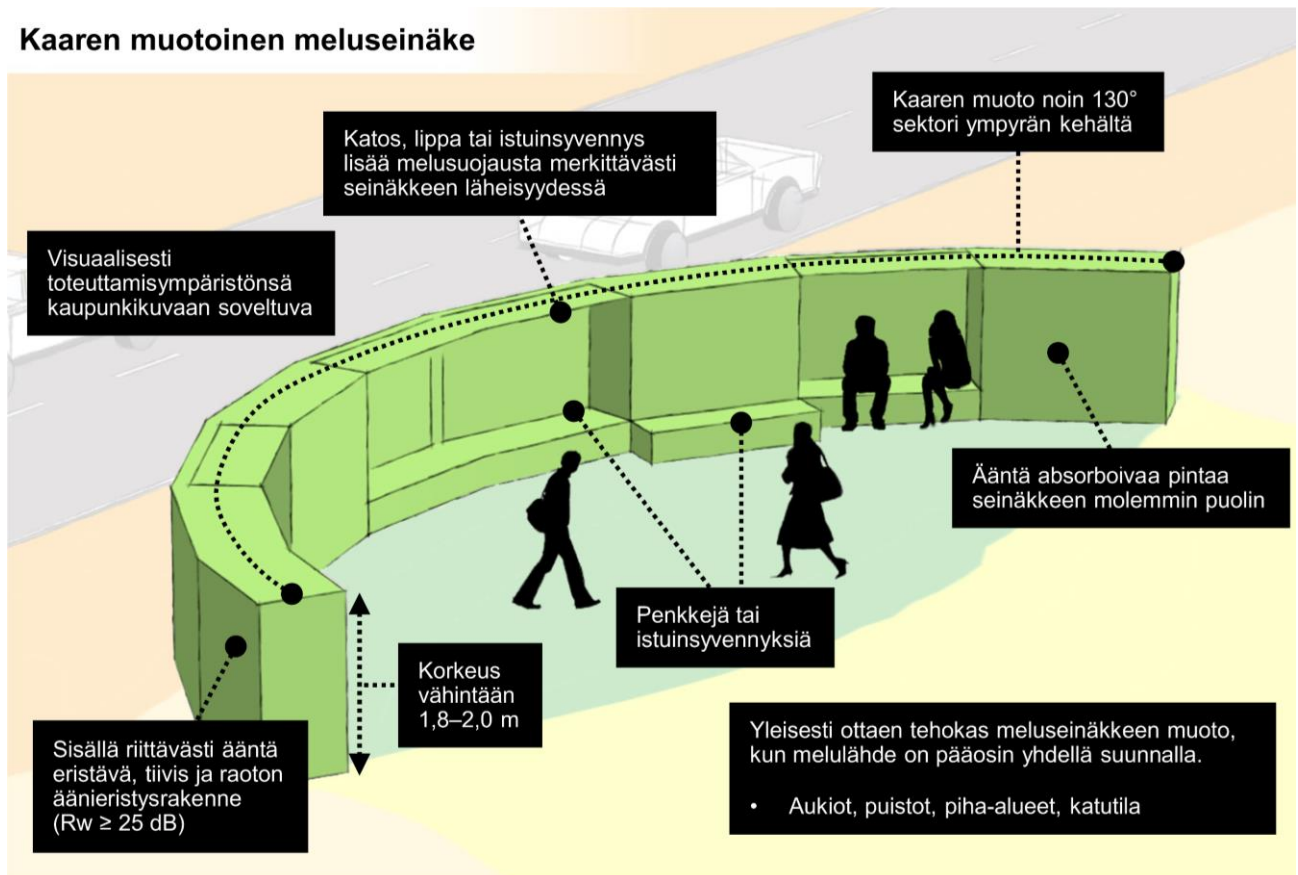 Kaaren muotoinen meluseinäke
Kaaren muoto noin 130°
sektori ympyrän kehältä
Katos, lippa tai istuinsyvennys
lisää melusuojausta merkittävästi
seinäkkeen läheisyydessä
Visuaalisesti
toteuttamisympäristönsä
kaupunkikuvaan soveltuva
Ääntä absorboivaa pintaa
seinäkkeen molemmin puolin
Penkkejä tai
istuinsyvennyksiä
Korkeus
vähintään
1,8–2,0 m
Sisällä riittävästi ääntä
eristävä, tiivis ja raoton
äänieristysrakenne
(Rw ≥ 25 dB)
Yleisesti ottaen tehokas meluseinäkkeen muoto,
kun melulähde on pääosin yhdellä suunnalla.
• Aukiot, puistot, piha-alueet, katutila